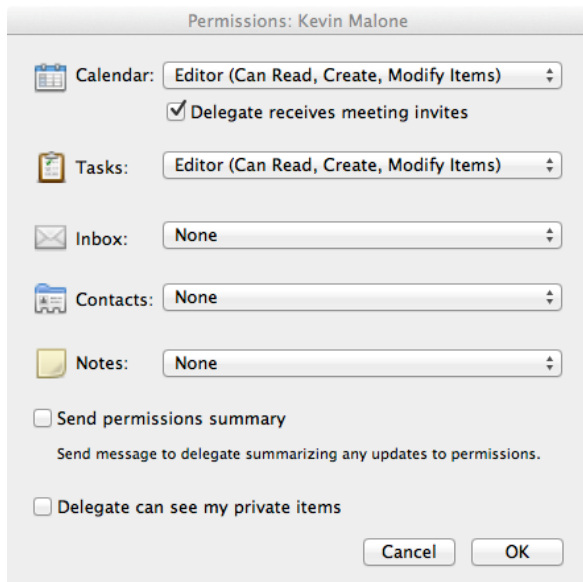 Permissions: Kevin Malone
Calendar: Editor (Can Read, Create, Modify Items)
Delegate receives meeting invites
Tasks: Editor (Can Read, Create, Modify Items)
Inbox: None
Contacts: None
Notes: None
Send permissions summary
Send message to delegate summarizing any updates to permissions.
Delegate can see my private items
Cancel OK